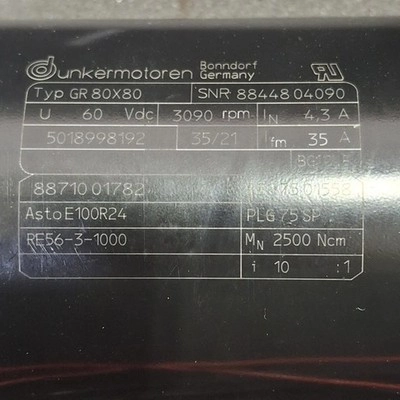 dunkermotoren Bonndorf Germany
Typ GR 80X80 SNR 88448 04090
U 60 Vdc 3090 rpm IN 4,3 A
5018998192 35/21 Ifm 35 A
88710 01782
Asto E100R24 PLG 75 SP
RE56-3-1000 MN 2500 Ncm
i 10 :1